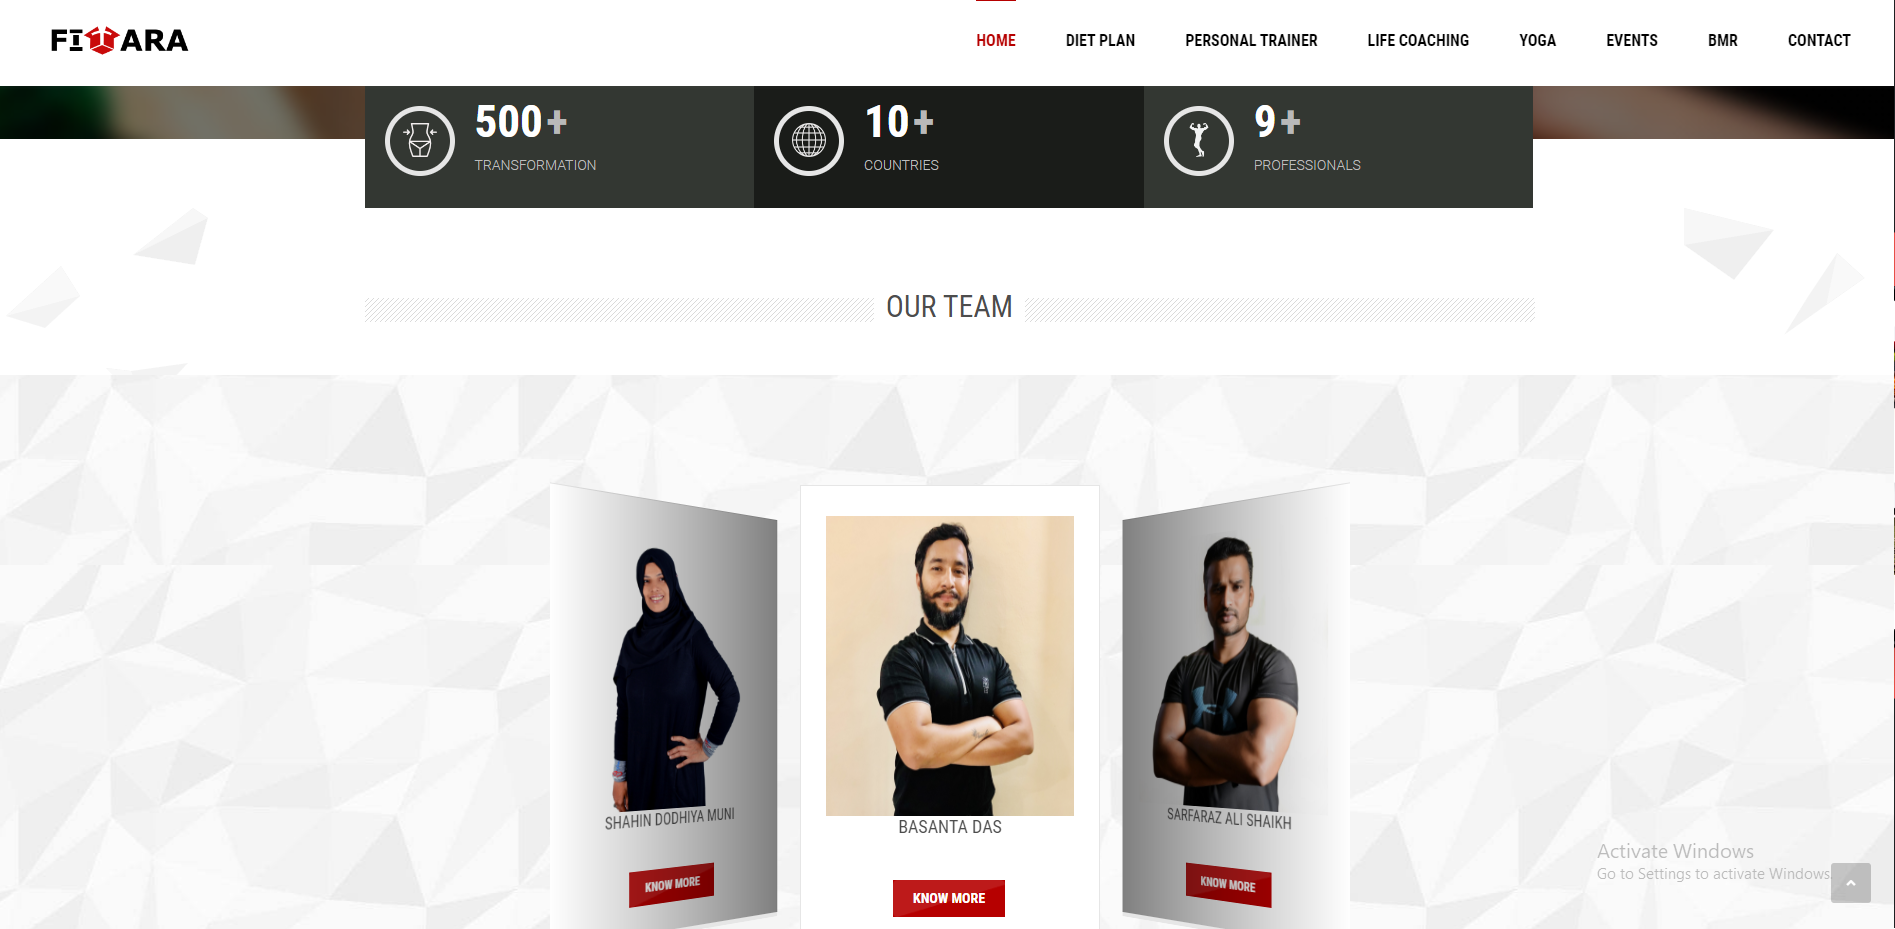 FITARA
HOME DIET PLAN PERSONAL TRAINER LIFE COACHING YOGA EVENTS BMR CONTACT
500+ 10+ 9+
TRANSFORMATION COUNTRIES PROFESSIONALS
OUR TEAM
SHAHIN DODHIYA MUNI BASANTA DAS SARFARAZ ALI SHAIKH
KNOW MORE KNOW MORE KNOW MORE
Activate Windows
Go to Settings to activate Windows.